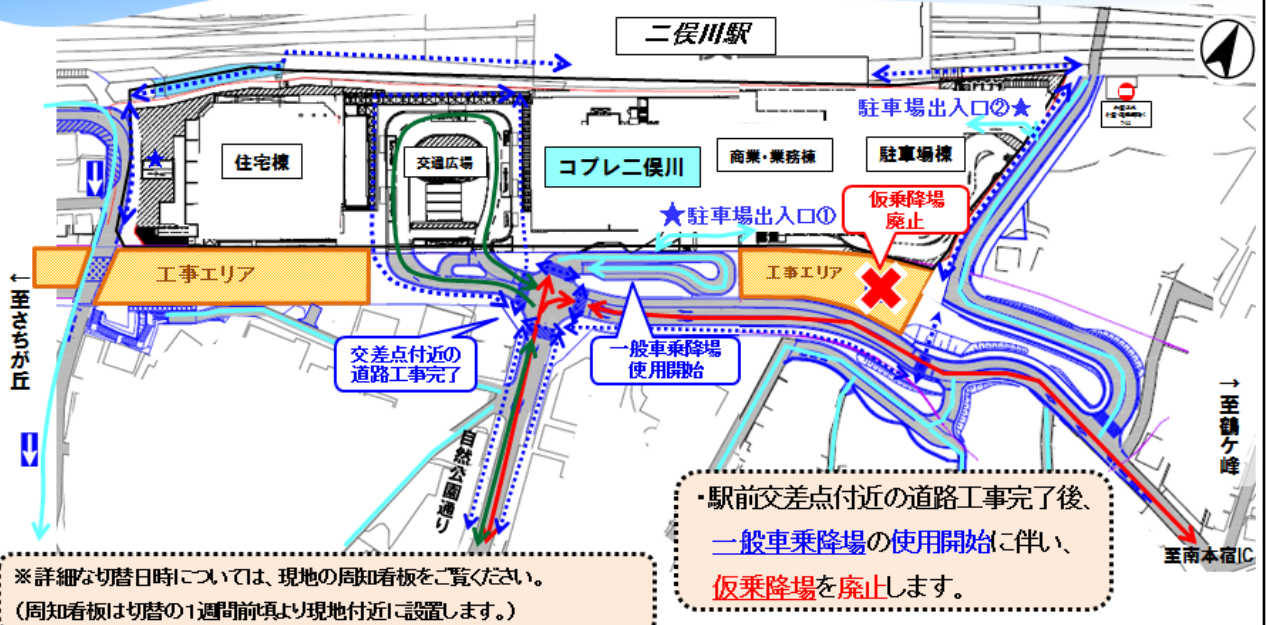 二俣川駅
駐車場出入口②★
住宅棟
交通広場
コプレ二俣川
商業・業務棟
駐車場棟
★駐車場出入口①
仮乗降場
廃止
工事エリア
工事エリア
←至さちが丘
交差点付近の
道路工事完了
一般車乗降場
使用開始
→至鶴ケ峰
自然公園通り
・駅前交差点付近の道路工事完了後、
一般車乗降場の使用開始に伴い、
仮乗降場を廃止します。
至南本宿IC
※詳細な切替日時については、現地の周知看板をご覧ください。
(周知看板は切替の1週間前頃より現地付近に設置します。)